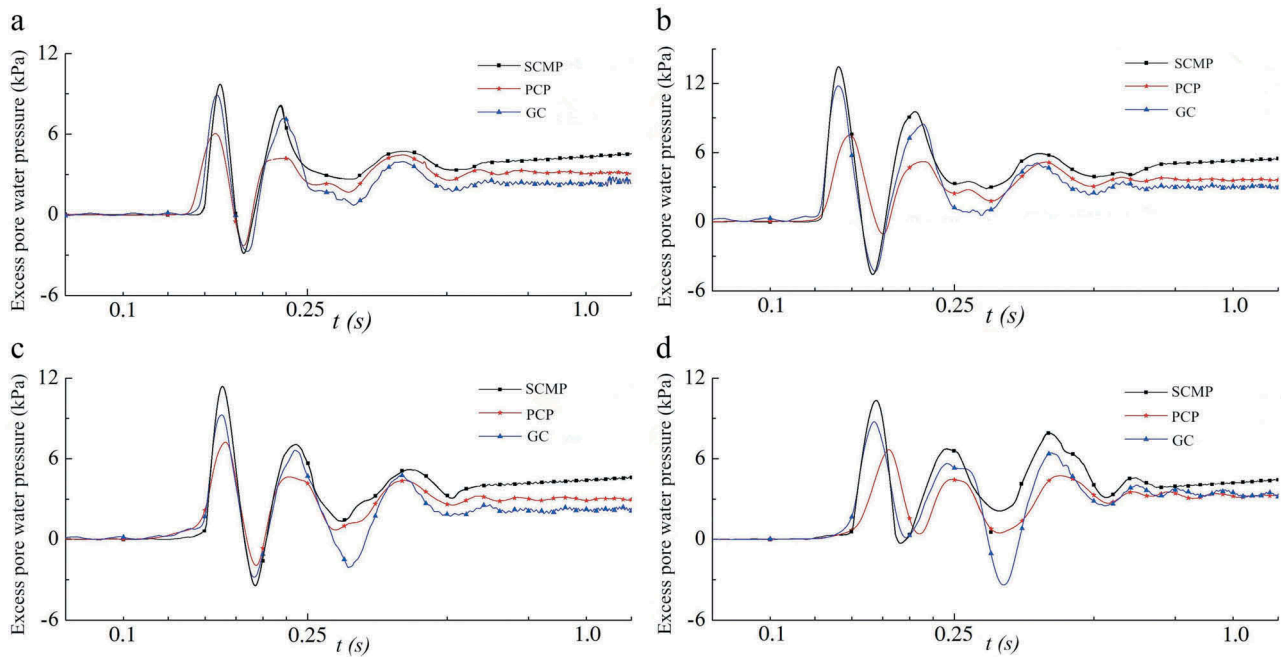 a
Excess pore water pressure (kPa)
12
6
0
-6
SCMP
PCP
GC
0.1
0.25
1.0
t (s)
b
Excess pore water pressure (kPa)
12
6
0
-6
SCMP
PCP
GC
0.1
0.25
1.0
t (s)
c
Excess pore water pressure (kPa)
12
6
0
-6
SCMP
PCP
GC
0.1
0.25
1.0
t (s)
d
Excess pore water pressure (kPa)
12
6
0
-6
SCMP
PCP
GC
0.1
0.25
1.0
t (s)